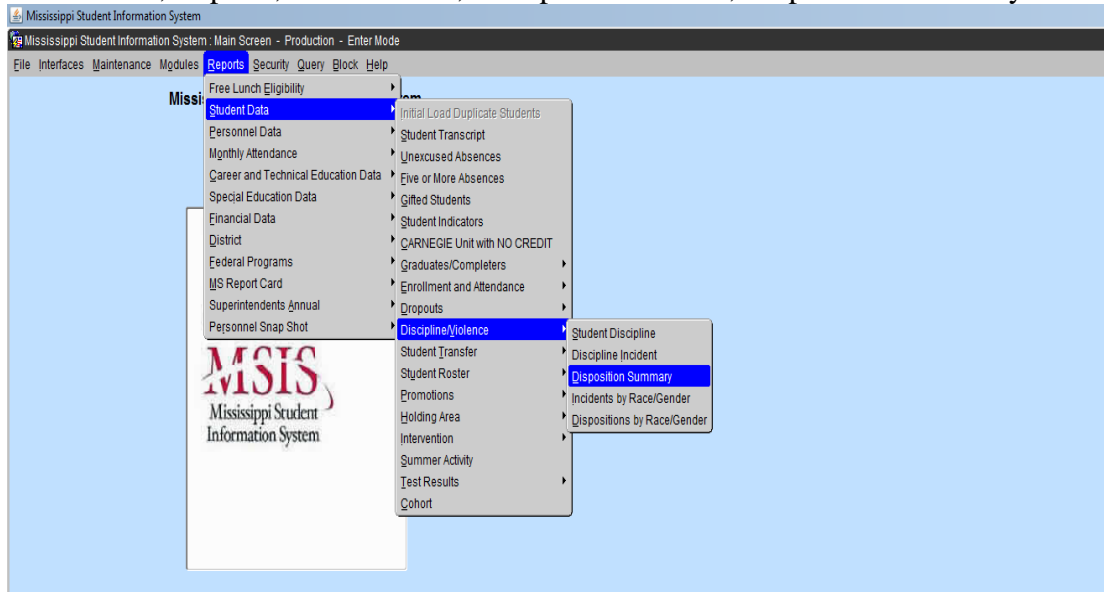 Mississippi Student Information System
Mississippi Student Information System : Main Screen - Production - Enter Mode
File Interfaces Maintenance Modules Reports Security Query Block Help
Free Lunch Eligibility
Student Data
Personnel Data
Monthly Attendance
Career and Technical Education Data
Special Education Data
Financial Data
District
Federal Programs
MS Report Card
Superintendents Annual
Personnel Snap Shot
Initial Load Duplicate Students
Student Transcript
Unexcused Absences
Five or More Absences
Gifted Students
Student Indicators
CARNEGIE Unit with NO CREDIT
Graduates/Completers
Enrollment and Attendance
Dropouts
Discipline/Violence
Student Transfer
Student Roster
Promotions
Holding Area
Intervention
Summer Activity
Test Results
Cohort
Student Discipline
Discipline Incident
Disposition Summary
Incidents by Race/Gender
Dispositions by Race/Gender
MSIS
Mississippi Student
Information System